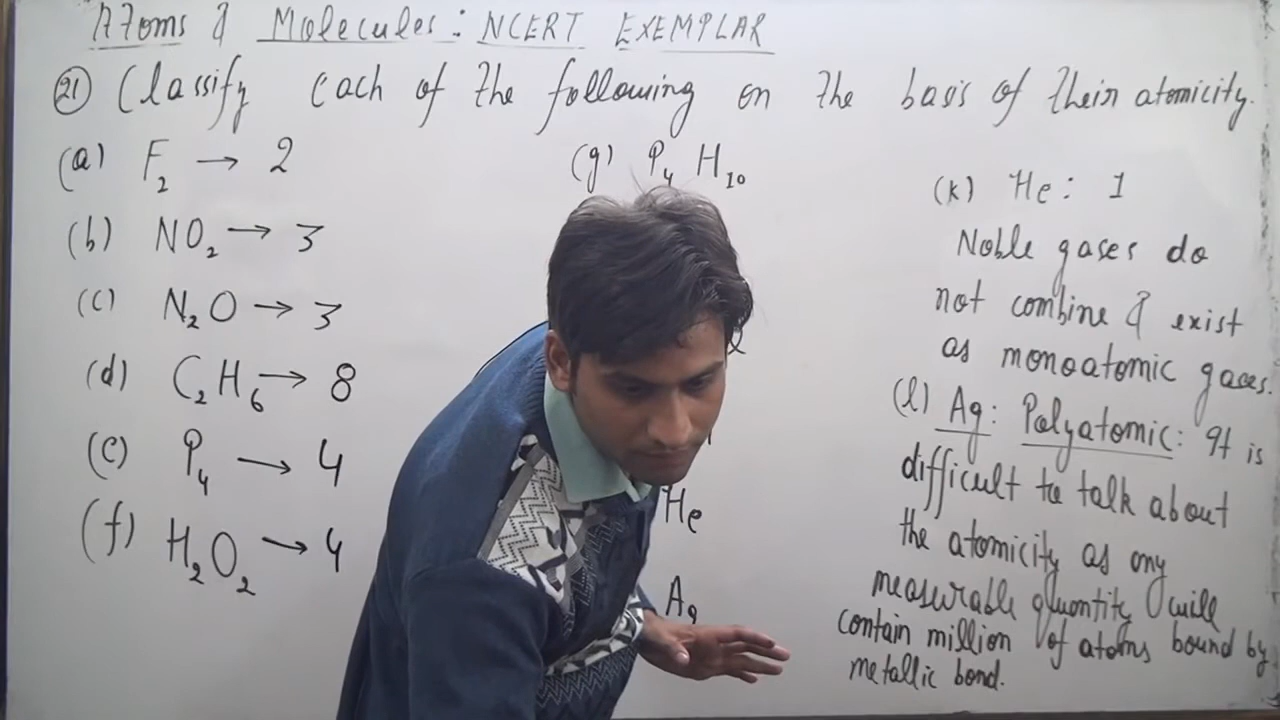 Atoms & Molecules: NCERT EXEMPLAR
(21) Classify each of the following on the basis of their atomicity.
(a) F2 → 2
(b) NO2 → 3
(c) N2O → 3
(d) C2H6 → 8
(e) P4 → 4
(f) H2O2 → 4
(g) P4 H10
He
Ag
(k) He: 1
Noble gases do
not combine & exist
as monoatomic gases.
(l) Ag: Polyatomic: It is
difficult to talk about
the atomicity as any
measurable quantity will
contain million of atoms bound by
metallic bond.